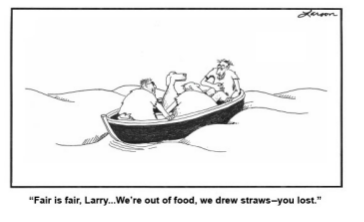 Larson
"Fair is fair, Larry...We're out of food, we drew straws–you lost."